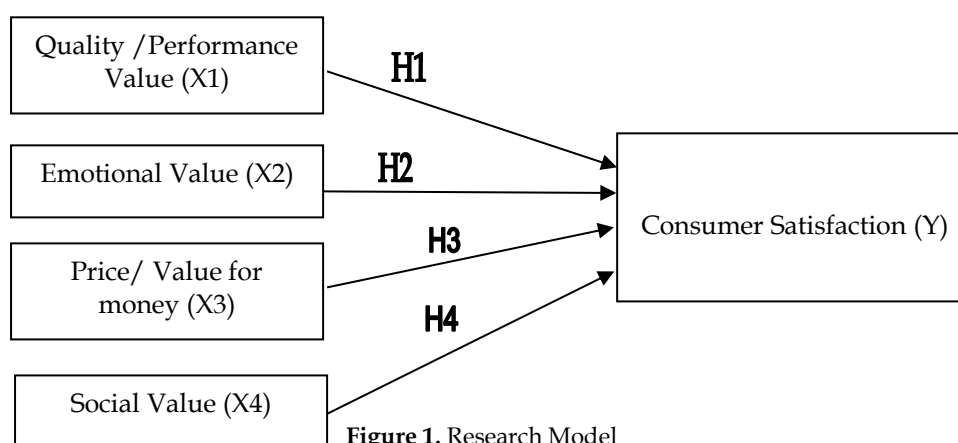 Quality /Performance
Value (X1)
H1
Emotional Value (X2)
H2
Consumer Satisfaction (Y)
Price/ Value for
money (X3)
H3
H4
Social Value (X4)
Figure 1. Research Model